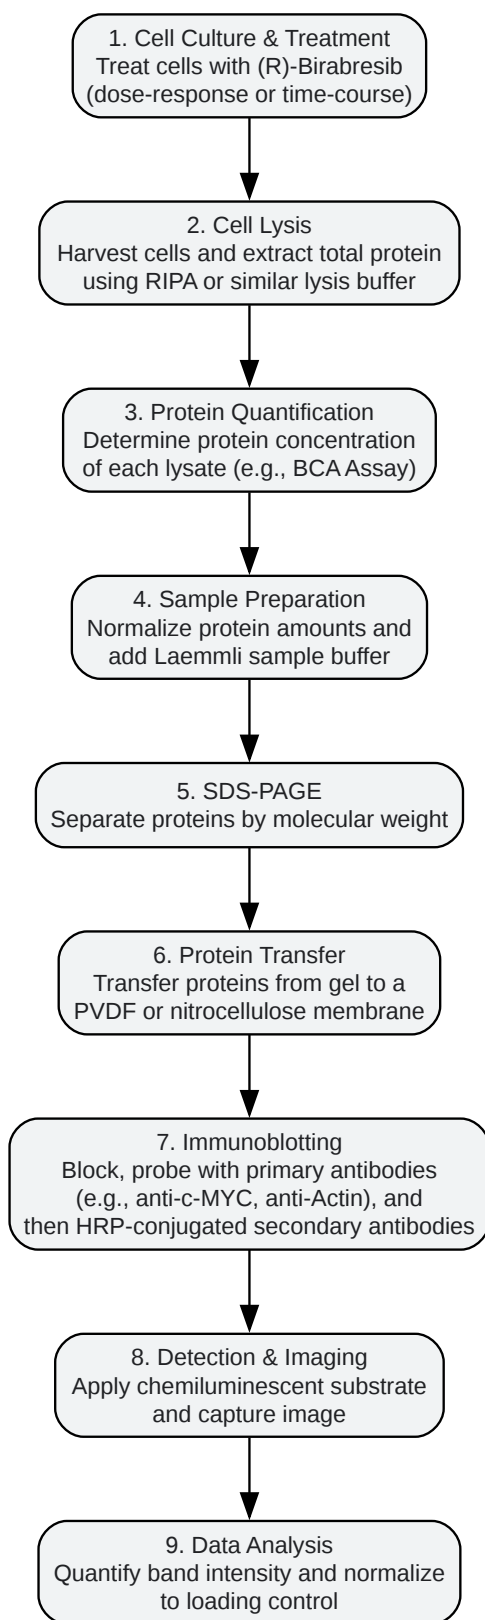 1. Cell Culture & Treatment
Treat cells with (R)-Birabresib
(dose-response or time-course)
2. Cell Lysis
Harvest cells and extract total protein
using RIPA or similar lysis buffer
3. Protein Quantification
Determine protein concentration
of each lysate (e.g., BCA Assay)
4. Sample Preparation
Normalize protein amounts and
add Laemmli sample buffer
5. SDS-PAGE
Separate proteins by molecular weight
6. Protein Transfer
Transfer proteins from gel to a
PVDF or nitrocellulose membrane
7. Immunoblotting
Block, probe with primary antibodies
(e.g., anti-c-MYC, anti-Actin), and
then HRP-conjugated secondary antibodies
8. Detection & Imaging
Apply chemiluminescent substrate
and capture image
9. Data Analysis
Quantify band intensity and normalize
to loading control